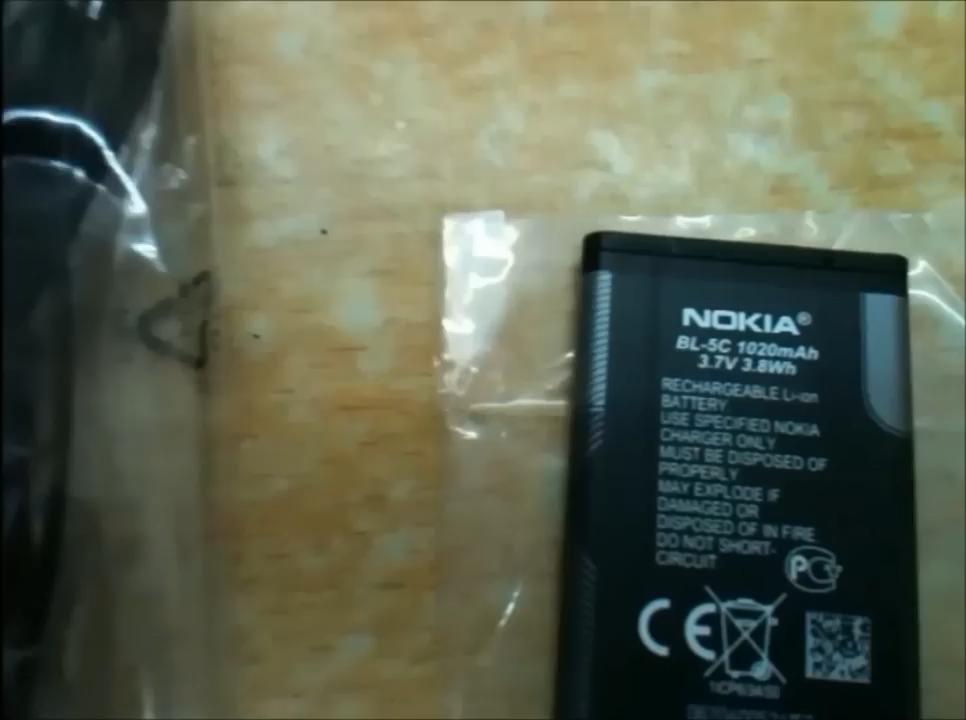 NOKIA®
BL-5C 1020mAh
3.7V 3.8Wh
RECHARGEABLE Li-ion
BATTERY
USE SPECIFIED NOKIA
CHARGER ONLY
MUST BE DISPOSED OF
PROPERLY
MAY EXPLODE IF
DAMAGED OR
DISPOSED OF IN FIRE
DO NOT SHORT-
CIRCUIT
PC
CE